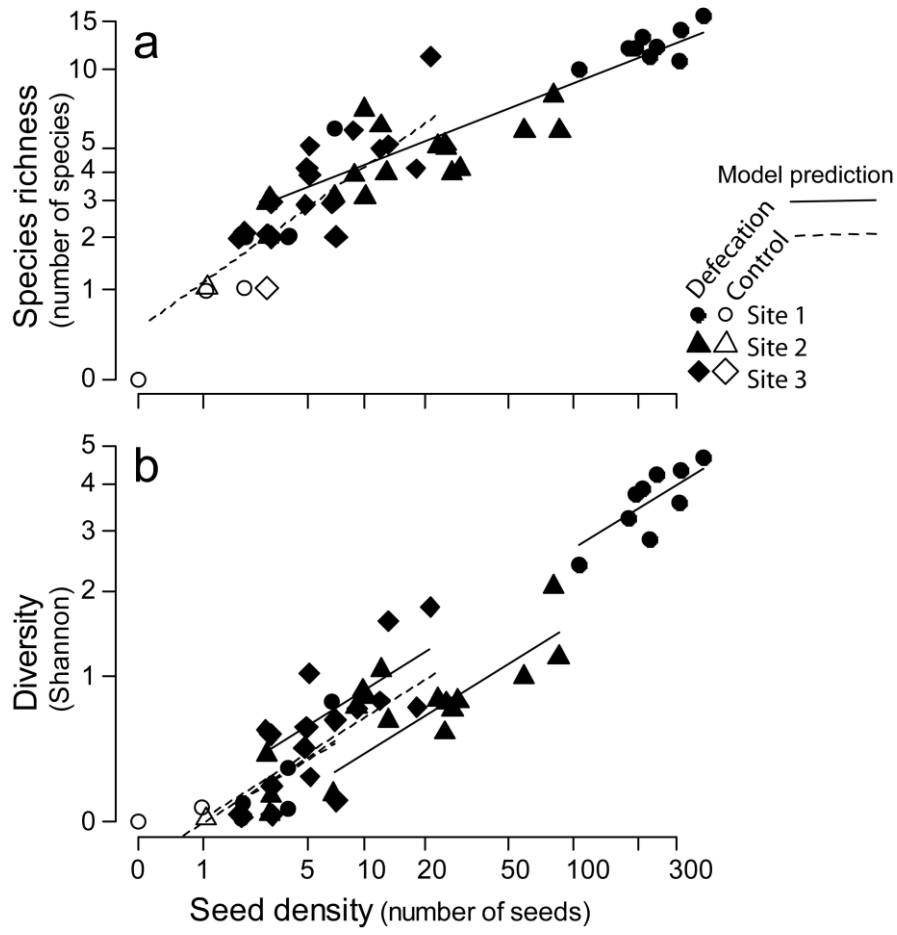 a
Species richness
(number of species)
15
10
5
4
3
2
1
0
Model prediction
Defecation
Control
Site 1
Site 2
Site 3
b
Diversity
(Shannon)
5
4
3
2
1
0
0 1 5 10 20 50 100 300
Seed density (number of seeds)